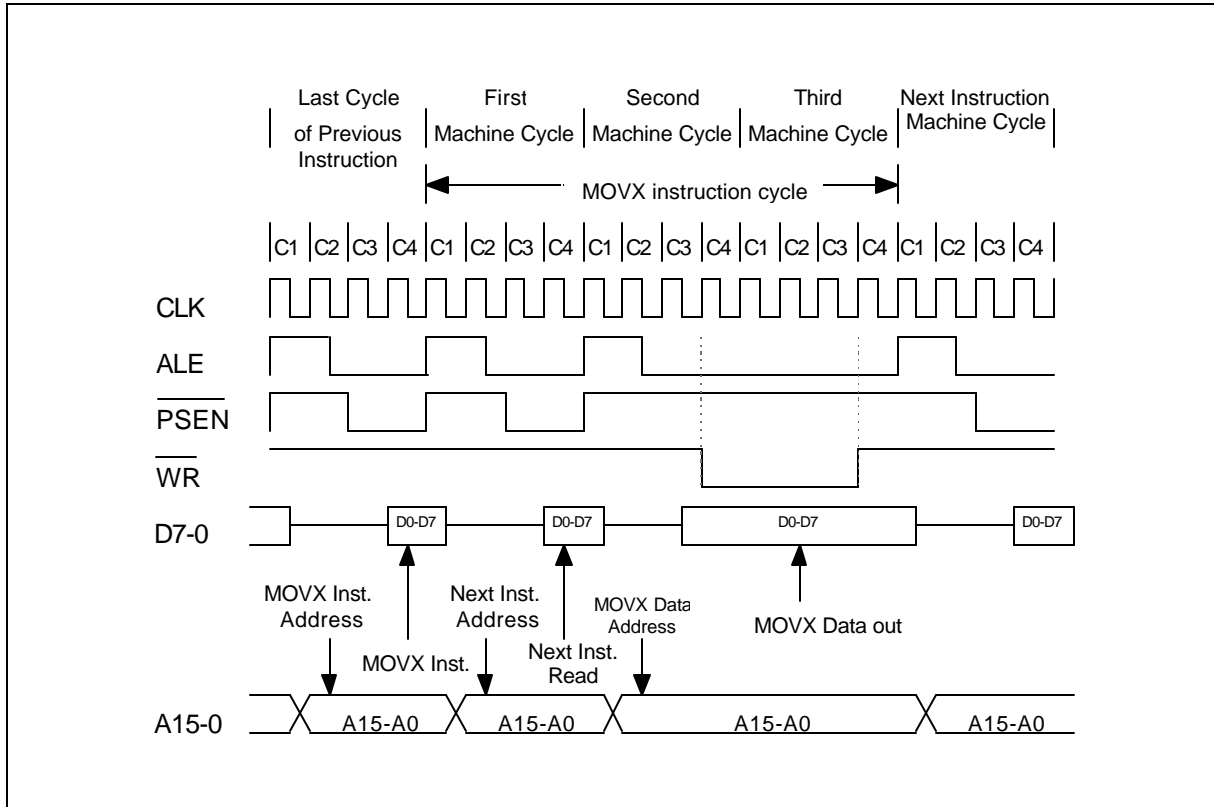 Last Cycle
of Previous
Instruction
First
Machine Cycle
Second
Machine Cycle
Third
Machine Cycle
Next Instruction
Machine Cycle
MOVX instruction cycle
C1 C2 C3 C4 C1 C2 C3 C4 C1 C2 C3 C4 C1 C2 C3 C4 C1 C2 C3 C4
CLK
ALE
PSEN
WR
D7-0
D0-D7 D0-D7 D0-D7 D0-D7
MOVX Inst.
Address
MOVX Inst.
Next Inst.
Address
Next Inst.
Read
MOVX Data
Address
MOVX Data out
A15-0
A15-A0 A15-A0 A15-A0 A15-A0